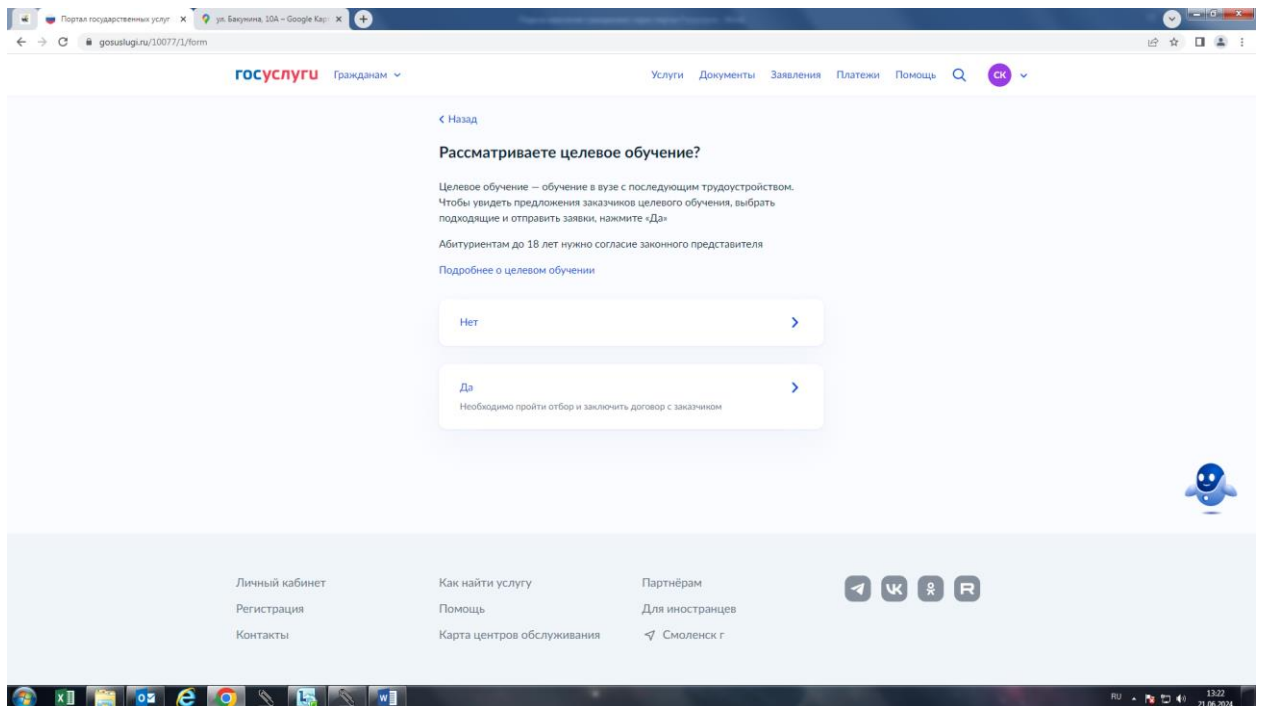 Портал государственных услуг
ул. Бакунина, 10А – Google Кар
gosuslugi.ru/10077/1/form
госуслуги Гражданам Услуги Документы Заявления Платежи Помощь СК
Назад
Рассматриваете целевое обучение?
Целевое обучение — обучение в вузе с последующим трудоустройством.
Чтобы увидеть предложения заказчиков целевого обучения, выбрать
подходящие и отправить заявки, нажмите «Да»
Абитуриентам до 18 лет нужно согласие законного представителя
Подробнее о целевом обучении
Нет
Да
Необходимо пройти отбор и заключить договор с заказчиком
Личный кабинет Как найти услугу Партнёрам
Регистрация Помощь Для иностранцев
Контакты Карта центров обслуживания Смоленск г
RU 13:22
21.06.2024